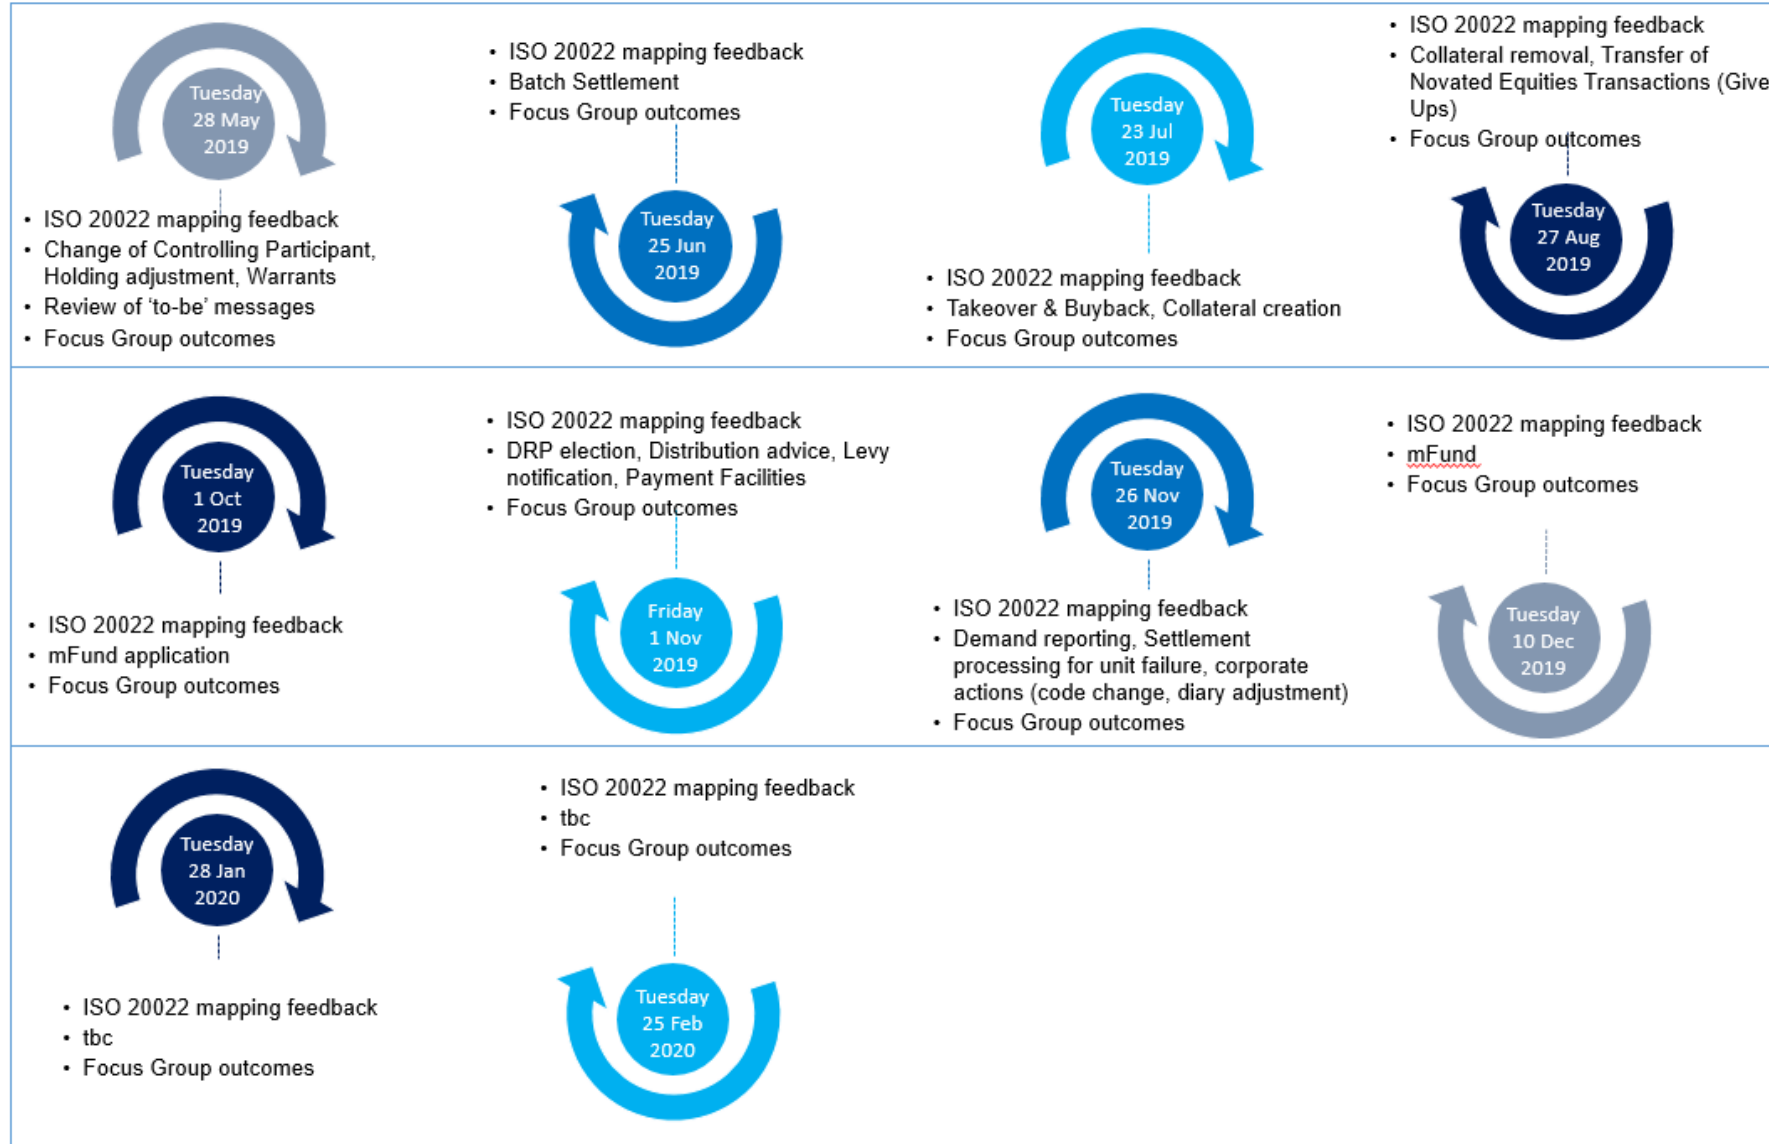 Tuesday
28 May
2019
• ISO 20022 mapping feedback
• Change of Controlling Participant,
Holding adjustment, Warrants
• Review of ‘to-be’ messages
• Focus Group outcomes
• ISO 20022 mapping feedback
• Batch Settlement
• Focus Group outcomes
Tuesday
25 Jun
2019
Tuesday
23 Jul
2019
• ISO 20022 mapping feedback
• Takeover & Buyback, Collateral creation
• Focus Group outcomes
• ISO 20022 mapping feedback
• Collateral removal, Transfer of
Novated Equities Transactions (Give
Ups)
• Focus Group outcomes
Tuesday
27 Aug
2019
Tuesday
1 Oct
2019
• ISO 20022 mapping feedback
• mFund application
• Focus Group outcomes
• ISO 20022 mapping feedback
• DRP election, Distribution advice, Levy
notification, Payment Facilities
• Focus Group outcomes
Friday
1 Nov
2019
Tuesday
26 Nov
2019
• ISO 20022 mapping feedback
• Demand reporting, Settlement
processing for unit failure, corporate
actions (code change, diary adjustment)
• Focus Group outcomes
• ISO 20022 mapping feedback
• mFund
• Focus Group outcomes
Tuesday
10 Dec
2019
Tuesday
28 Jan
2020
• ISO 20022 mapping feedback
• tbc
• Focus Group outcomes
• ISO 20022 mapping feedback
• tbc
• Focus Group outcomes
Tuesday
25 Feb
2020